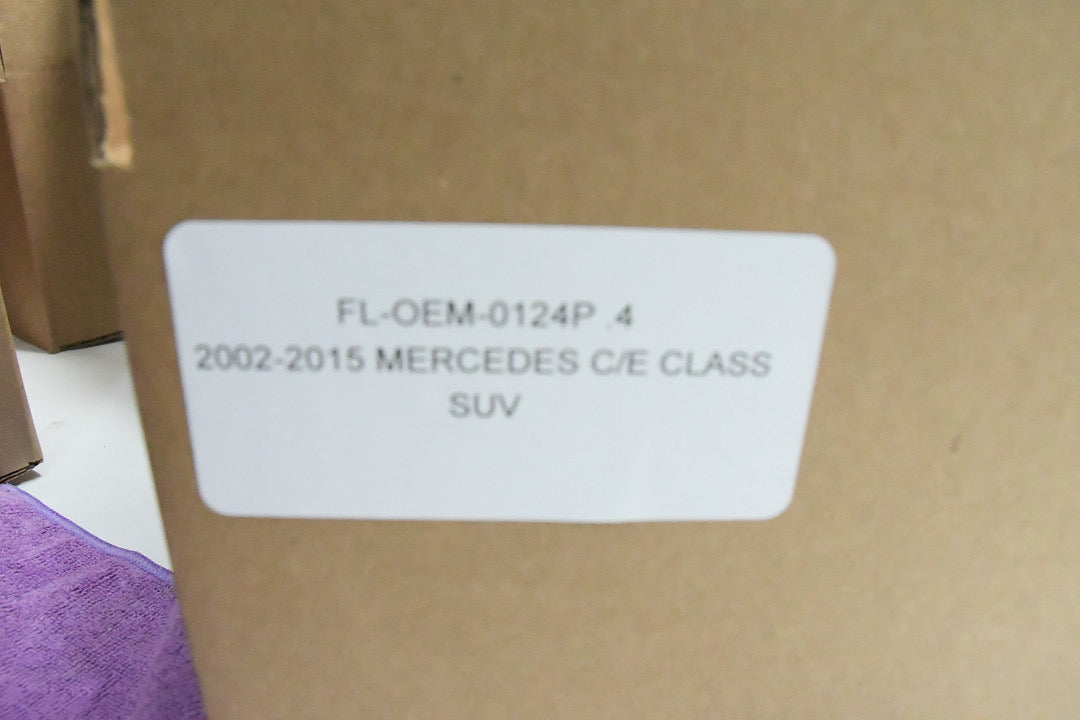 FL-OEM-0124P .4
2002-2015 MERCEDES C/E CLASS
SUV